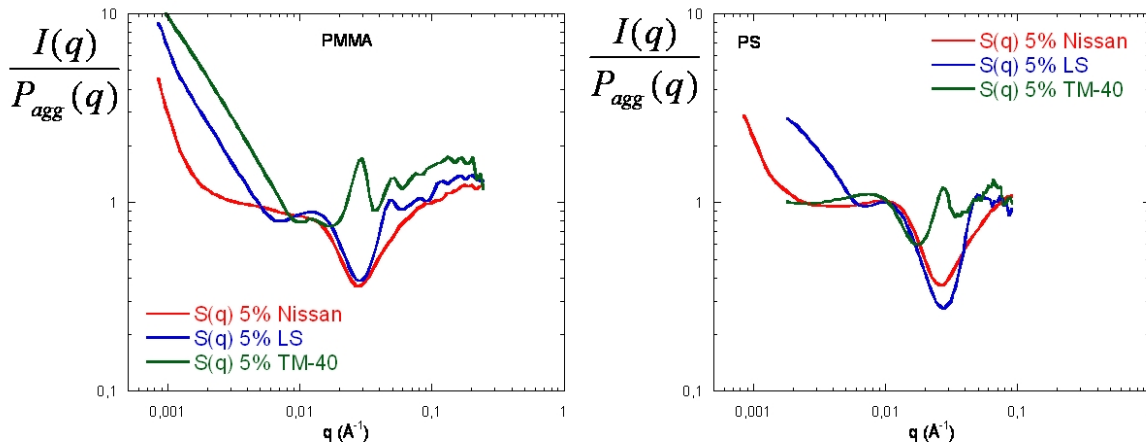 I(q)
P_agg(q)
10
1
0,1
PMMA
S(q) 5% Nissan
S(q) 5% LS
S(q) 5% TM-40
0,001
0,01
0,1
1
q (A⁻¹)
I(q)
P_agg(q)
10
1
0,1
PS
S(q) 5% Nissan
S(q) 5% LS
S(q) 5% TM-40
0,001
0,01
0,1
q (A⁻¹)